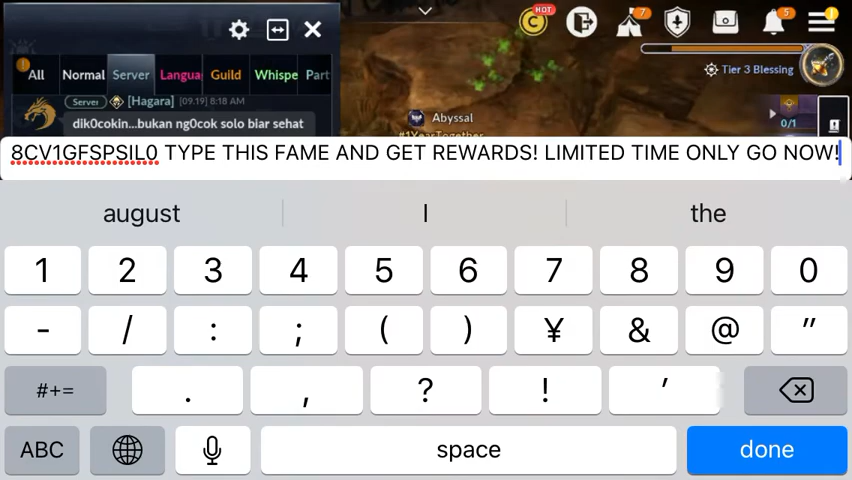 HOT
C
7
5
All Normal Server Langua Guild Whispe Part
Tier 3 Blessing
Server [Hagara] [09.19] 8:18 AM
dik0cokin...bukan ng0cok solo biar sehat
Abyssal
#1YearTogether
0/1
8CV1GFSPSIL0 TYPE THIS FAME AND GET REWARDS! LIMITED TIME ONLY GO NOW!
august I the
1 2 3 4 5 6 7 8 9 0
- / : ; ( ) ¥ & @ "
#+= . , ? ! '
ABC space done